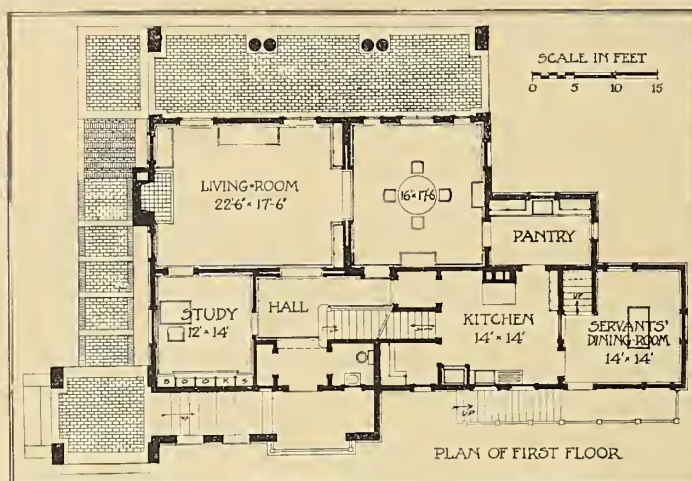 SCALE IN FEET
0 5 10 15
LIVING-ROOM
22'-6" × 17'-6"
16' × 17'-6
PANTRY
STUDY
12' × 14'
HALL
KITCHEN
14' × 14'
UP
SERVANTS'
DINING-ROOM
14' × 14'
BOOKS
UP
PLAN OF FIRST FLOOR